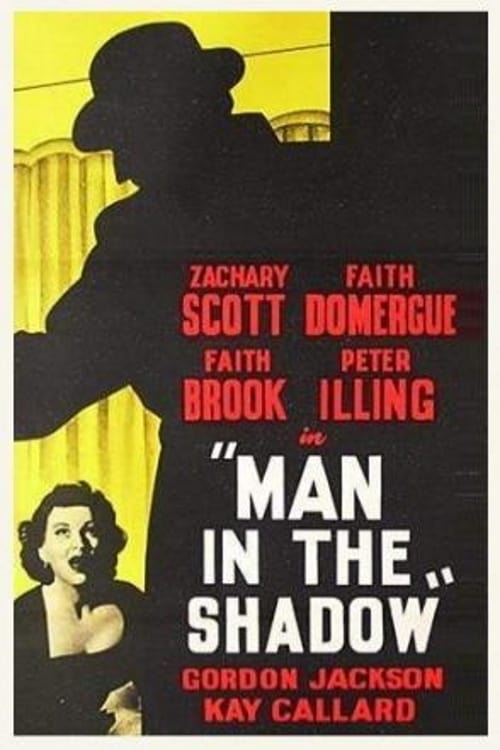 ZACHARY FAITH
SCOTT DOMERGUE
FAITH PETER
BROOK ILLING
in
"MAN
IN THE
SHADOW"
GORDON JACKSON
KAY CALLARD